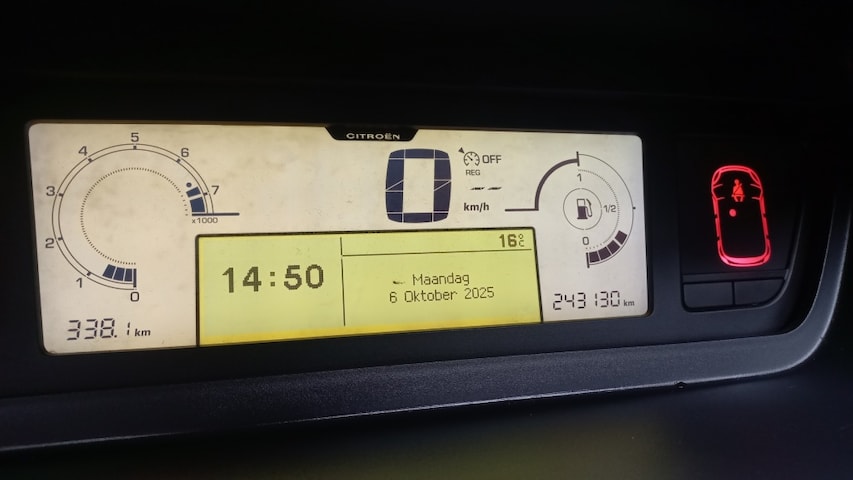 CITROËN
5
4
6
3
7
x1000
2
1
0
338.1 km
0
OFF
REG
-- --
km/h
1
1/2
0
16°C
14:50
Maandag
6 Oktober 2025
243130 km